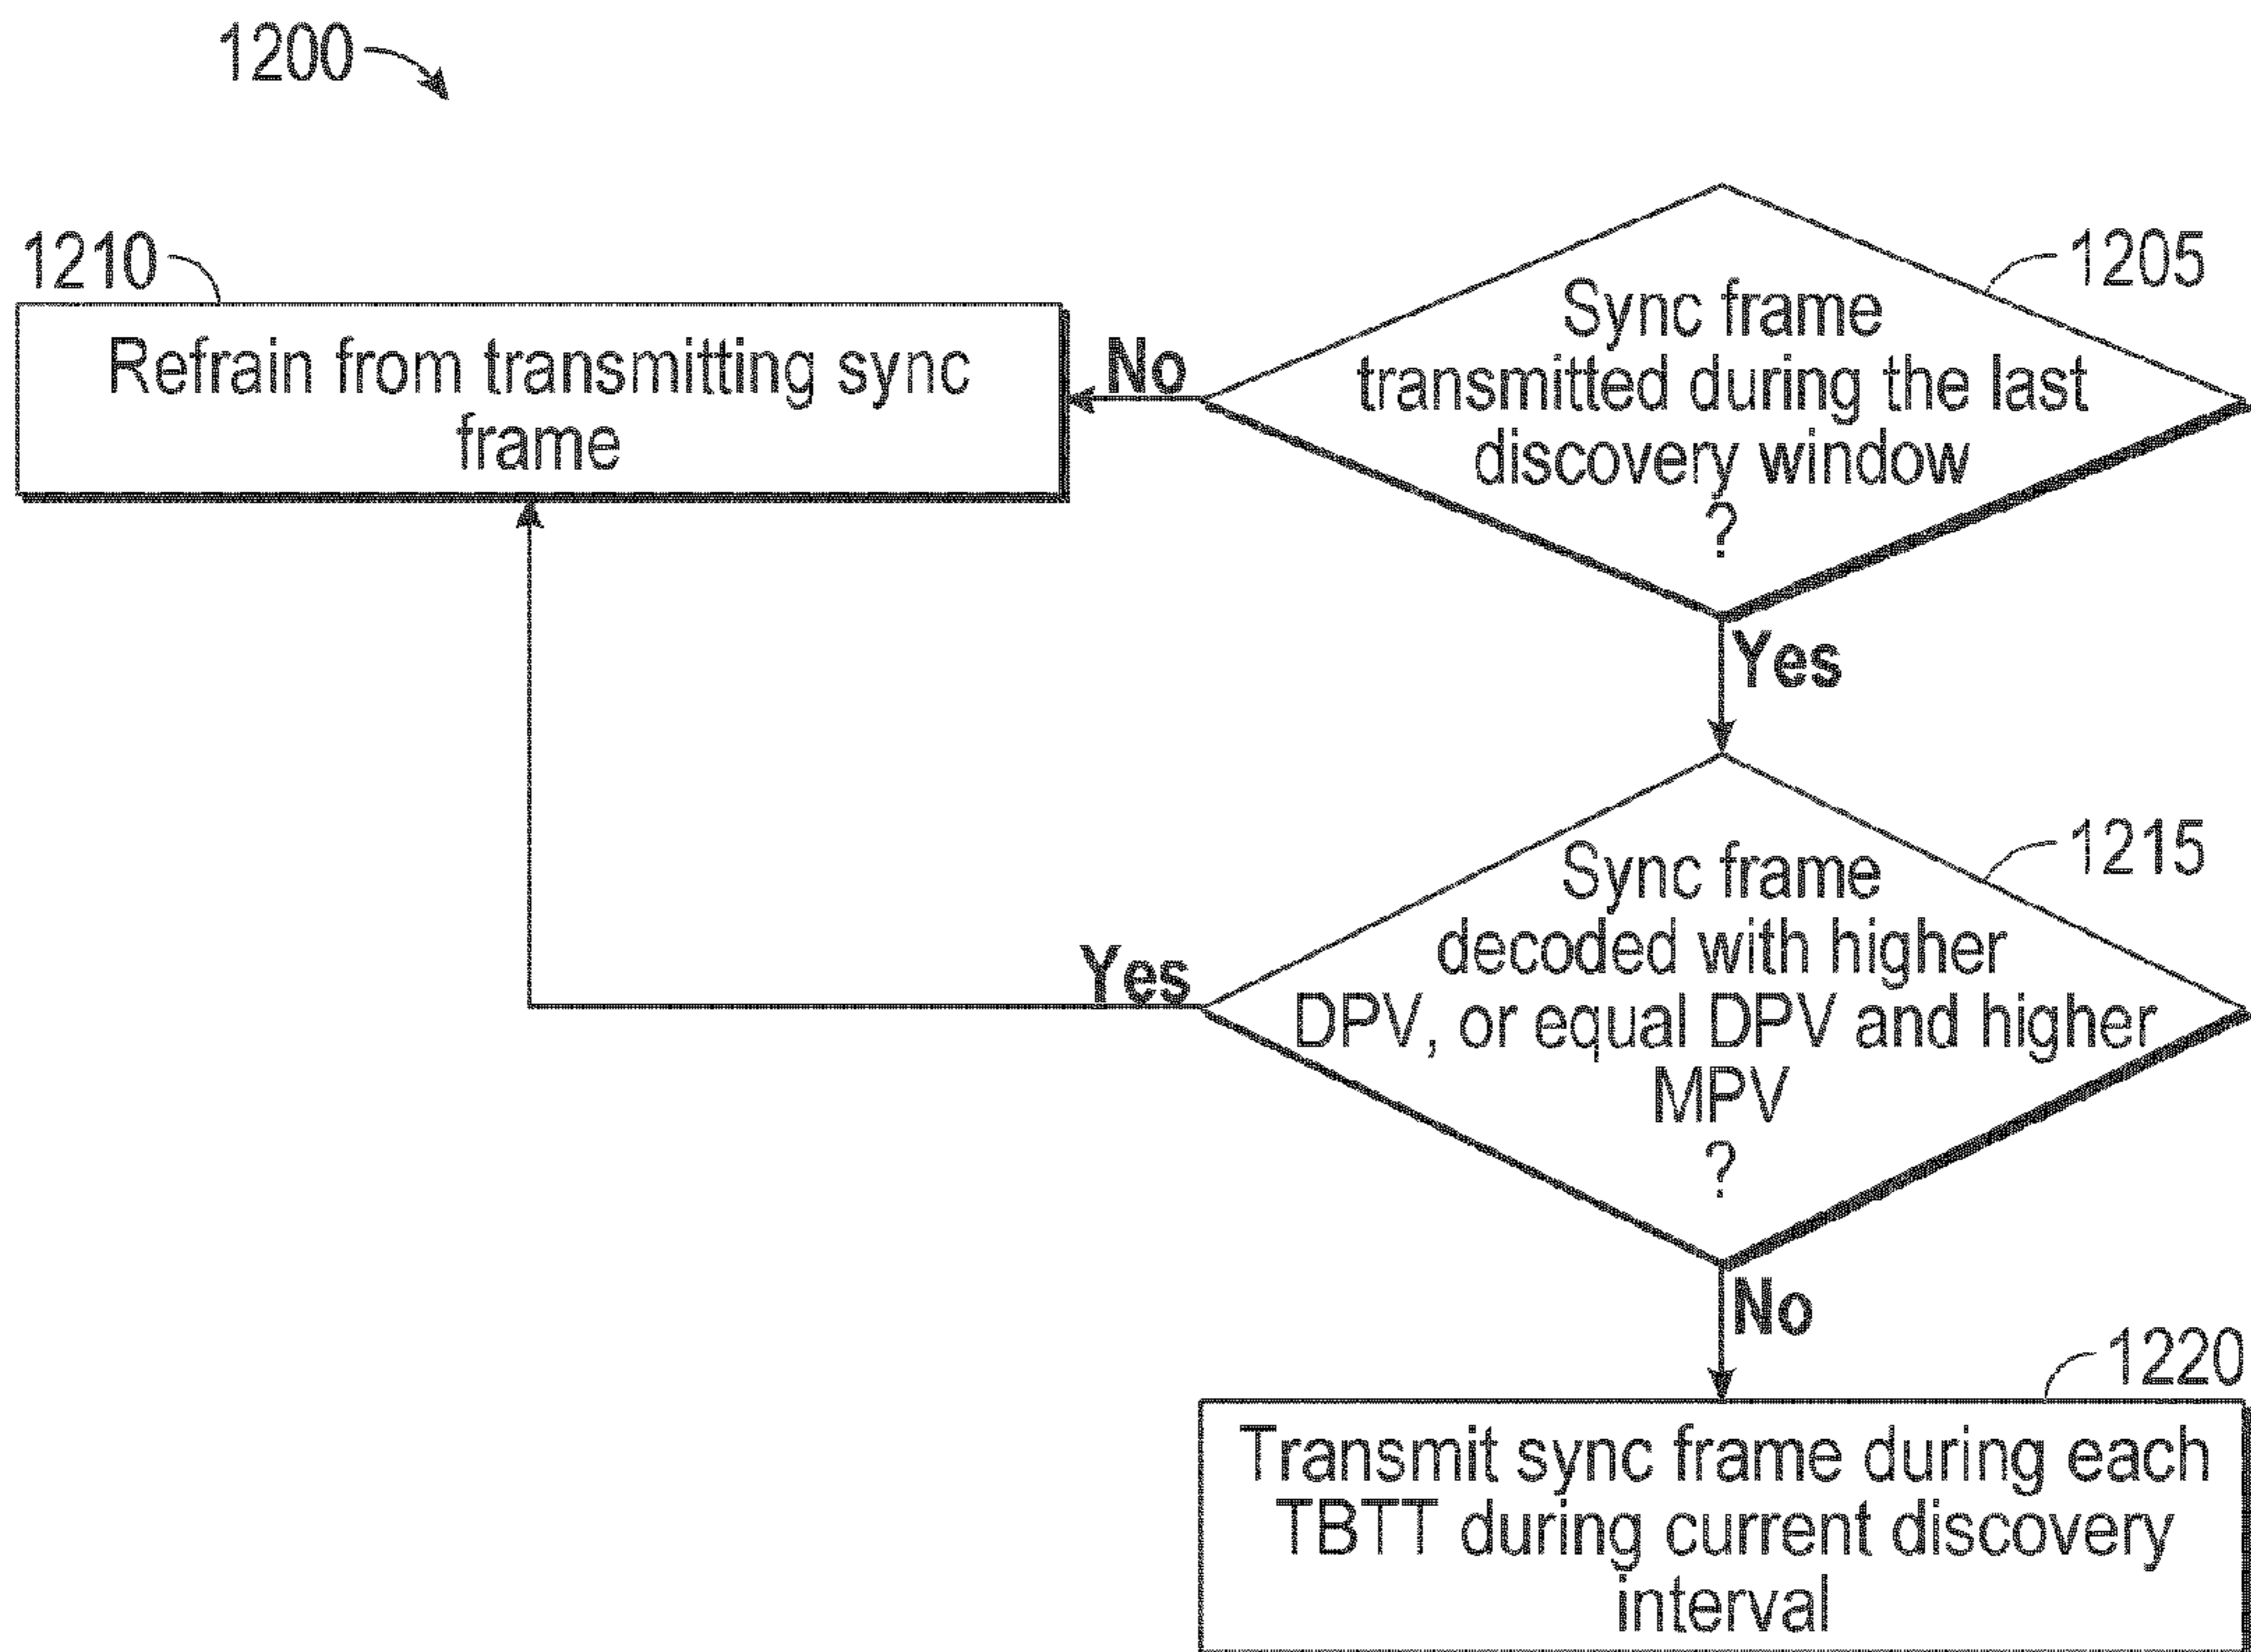 1200
1210
Refrain from transmitting sync
frame
No
1205
Sync frame
transmitted during the last
discovery window
?
Yes
1215
Sync frame
decoded with higher
DPV, or equal DPV and higher
MPV
?
Yes
No
1220
Transmit sync frame during each
TBTT during current discovery
interval